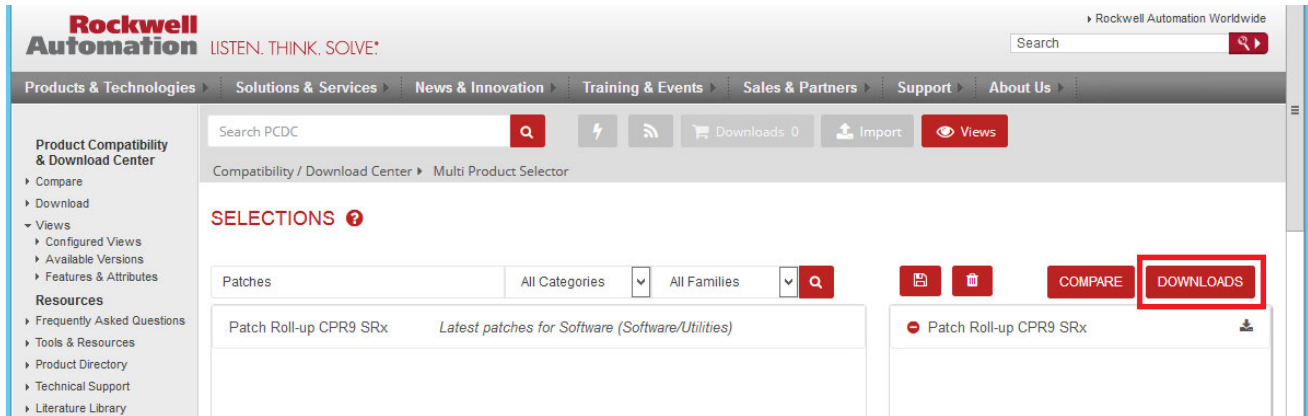 Rockwell Automation
LISTEN. THINK. SOLVE.®
Rockwell Automation Worldwide
Search
Products & Technologies
Solutions & Services
News & Innovation
Training & Events
Sales & Partners
Support
About Us
Product Compatibility
& Download Center
Compare
Download
Views
Configured Views
Available Versions
Features & Attributes
Resources
Frequently Asked Questions
Tools & Resources
Product Directory
Technical Support
Literature Library
Search PCDC
Downloads 0
Import
Views
Compatibility / Download Center
Multi Product Selector
SELECTIONS ?
Patches
All Categories
All Families
COMPARE
DOWNLOADS
Patch Roll-up CPR9 SRx
Latest patches for Software (Software/Utilities)
Patch Roll-up CPR9 SRx